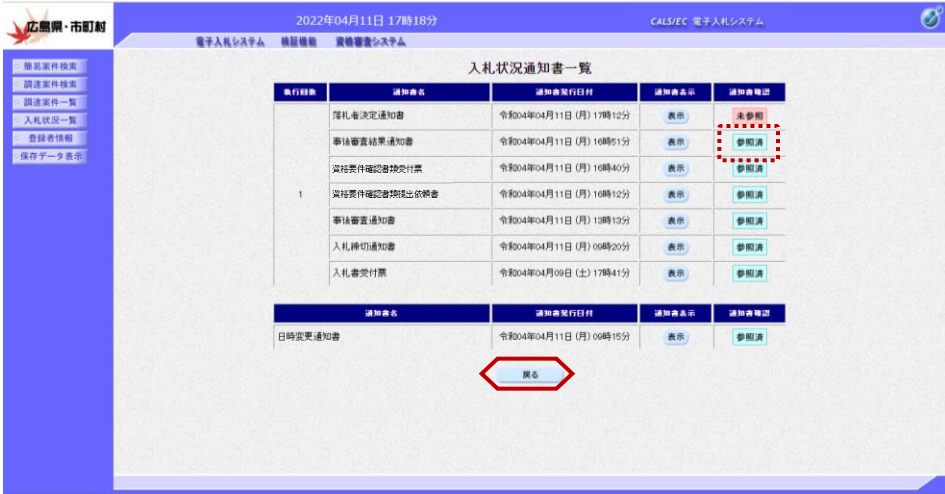 広島県・市町村
2022年04月11日 17時18分
CALS/EC 電子入札システム
電子入札システム 検証機能 資格審査システム
簡易案件検索
調達案件検索
調達案件一覧
入札状況一覧
登録者情報
保存データ表示
入札状況通知書一覧
執行回数 通知書名 通知書発行日付 通知書表示 通知書確認
落札者決定通知書 令和04年04月11日 (月) 17時12分 表示 未参照
事後審査結果通知書 令和04年04月11日 (月) 16時51分 表示 参照済
資格要件確認書類受付票 令和04年04月11日 (月) 16時40分 表示 参照済
1 資格要件確認書類提出依頼書 令和04年04月11日 (月) 16時12分 表示 参照済
事後審査通知書 令和04年04月11日 (月) 13時13分 表示 参照済
入札締切通知書 令和04年04月11日 (月) 09時20分 表示 参照済
入札書受付票 令和04年04月09日 (土) 17時41分 表示 参照済
通知書名 通知書発行日付 通知書表示 通知書確認
日時変更通知書 令和04年04月11日 (月) 09時15分 表示 参照済
戻る